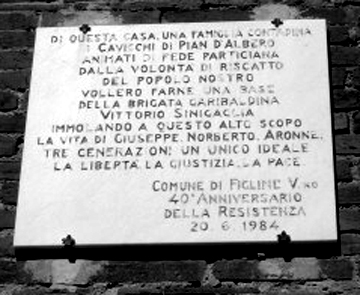 DI QUESTA CASA, UNA FAMIGLIA CONTADINA
I CAVICCHI DI PIAN D'ALBERO
ANIMATI DI FEDE PARTIGIANA
DALLA VOLONTÀ DI RISCATTO
DEL POPOLO NOSTRO
VOLLERO FARNE UNA BASE
DELLA BRIGATA GARIBALDINA
VITTORIO SINIGAGLIA
IMMOLANDO A QUESTO ALTO SCOPO
LA VITA DI GIUSEPPE, NORBERTO, ARONNE.
TRE GENERAZIONI UN UNICO IDEALE
LA LIBERTÀ, LA GIUSTIZIA, LA PACE.
COMUNE DI FIGLINE V.NO
40° ANNIVERSARIO
DELLA RESISTENZA
20.6.1984